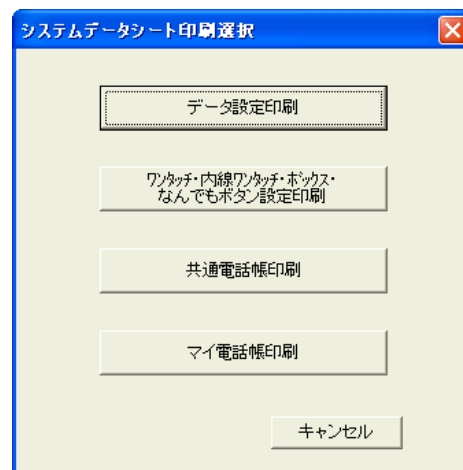 システムデータシート印刷選択
データ設定印刷
ワンタッチ・内線ワンタッチ・ボックス・
なんでもボタン設定印刷
共通電話帳印刷
マイ電話帳印刷
キャンセル